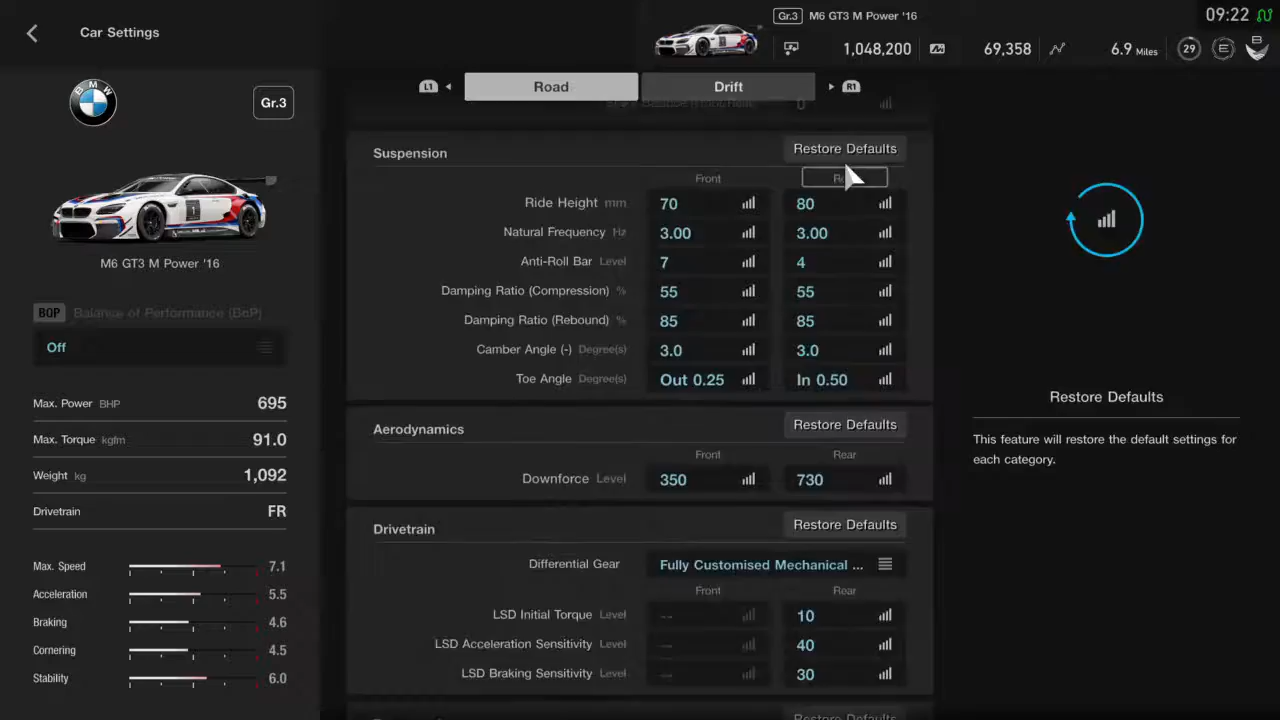 Car Settings
Gr.3 M6 GT3 M Power '16
09:22
1,048,200 69,358 6.9 Miles 29 E B
BMW
Gr.3
M6 GT3 M Power '16
BOP Balance of Performance (BoP)
Off
Max. Power BHP 695
Max. Torque kgfm 91.0
Weight kg 1,092
Drivetrain FR
Max. Speed 7.1
Acceleration 5.5
Braking 4.6
Cornering 4.5
Stability 6.0
L1 Road Drift R1
0
Suspension Restore Defaults
Front
Ride Height mm 70 80
Natural Frequency Hz 3.00 3.00
Anti-Roll Bar Level 7 4
Damping Ratio (Compression) % 55 55
Damping Ratio (Rebound) % 85 85
Camber Angle (-) Degree(s) 3.0 3.0
Toe Angle Degree(s) Out 0.25 In 0.50
Aerodynamics Restore Defaults
Front Rear
Downforce Level 350 730
Drivetrain Restore Defaults
Differential Gear Fully Customised Mechanical ...
Front Rear
LSD Initial Torque Level -- 10
LSD Acceleration Sensitivity Level -- 40
LSD Braking Sensitivity Level -- 30
Restore Defaults
Restore Defaults
This feature will restore the default settings for
each category.